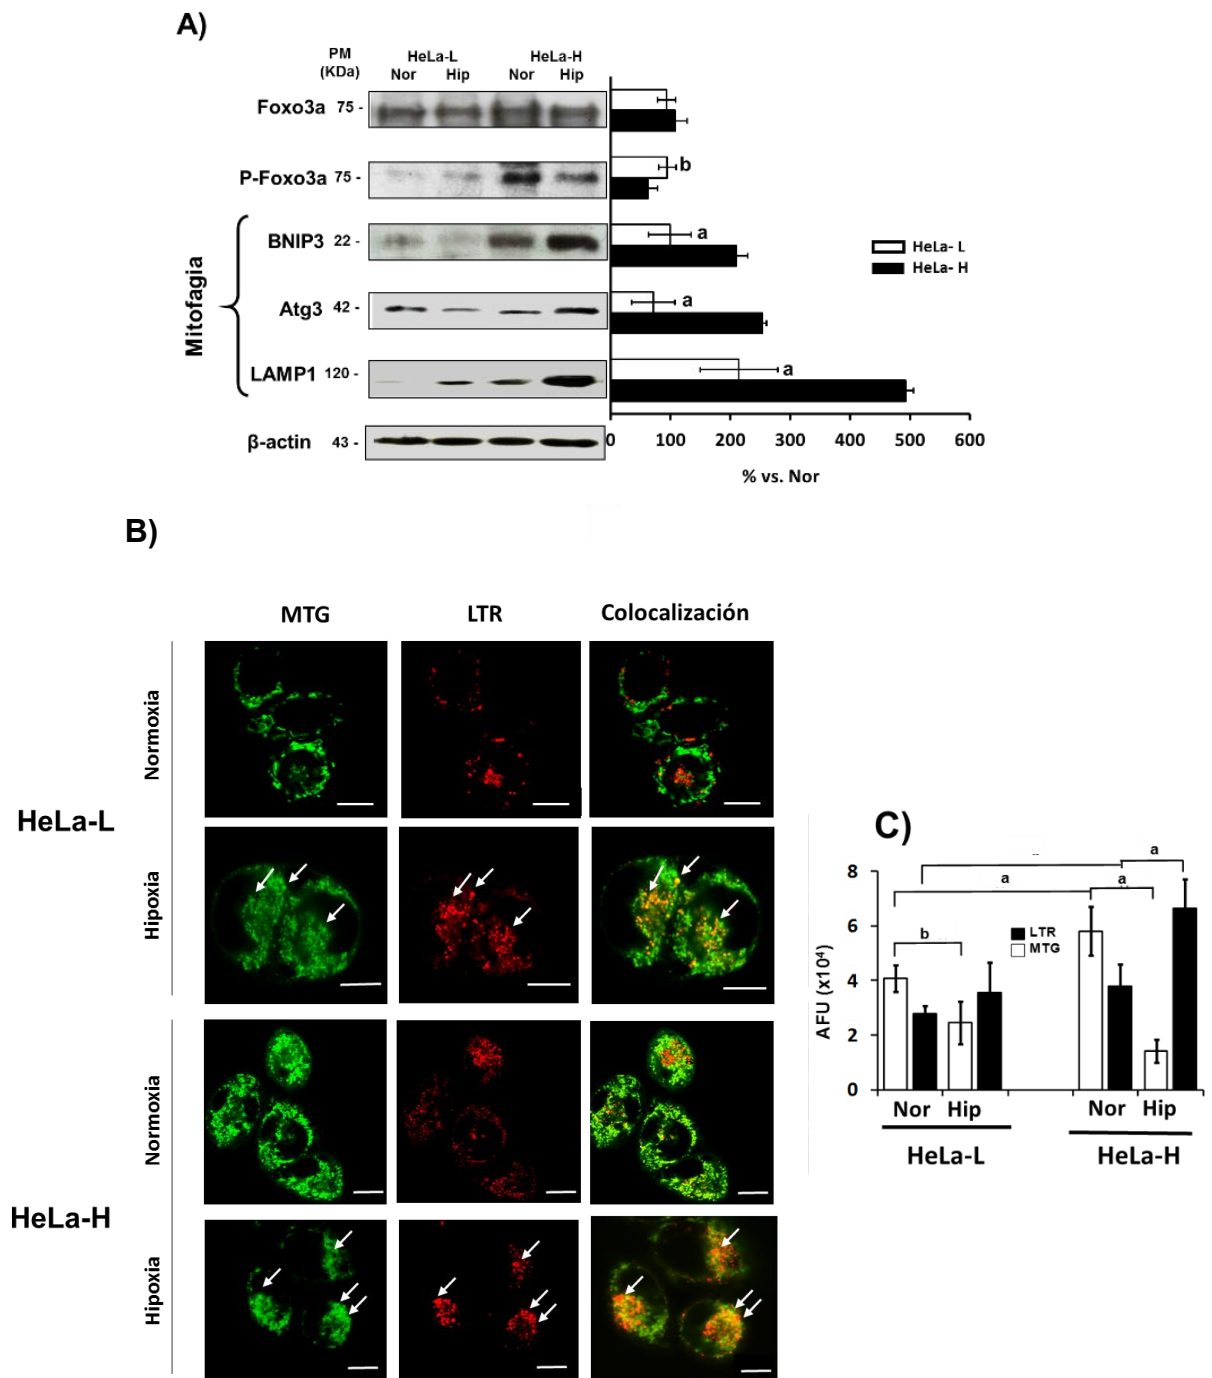 A)
PM
(KDa)
HeLa-L
HeLa-H
Nor
Hip
Nor
Hip
Foxo3a 75 -
P-Foxo3a 75 -
BNIP3 22 -
Atg3 42 -
LAMP1 120 -
β-actin 43 -
Mitofagia
b
a
a
a
HeLa- L
HeLa- H
0 100 200 300 400 500 600
% vs. Nor
B)
MTG LTR Colocalización
HeLa-L
Normoxia
Hipoxia
HeLa-H
Normoxia
Hipoxia
C)
a
a
a
b
LTR
MTG
AFU (x10⁴)
8
6
4
2
0
Nor Hip
Nor Hip
HeLa-L
HeLa-H